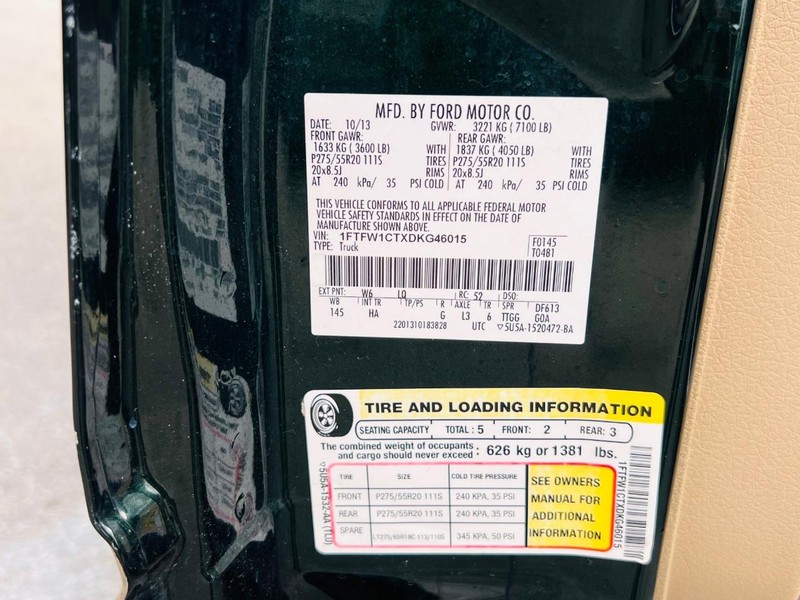 MFD. BY FORD MOTOR CO.
DATE: 10/13 GVWR: 3221 KG ( 7100 LB)
FRONT GAWR: REAR GAWR:
1633 KG ( 3600 LB) WITH 1837 KG ( 4050 LB) WITH
P275/55R20 111S TIRES P275/55R20 111S TIRES
20x8.5J RIMS 20x8.5J RIMS
AT 240 kPa/ 35 PSI COLD AT 240 kPa/ 35 PSI COLD
THIS VEHICLE CONFORMS TO ALL APPLICABLE FEDERAL MOTOR
VEHICLE SAFETY STANDARDS IN EFFECT ON THE DATE OF
MANUFACTURE SHOWN ABOVE.
VIN: 1FTFW1CTXDKG46015 F0145
TYPE: Truck T0481
EXT PNT: W6 LQ RC: 52 DSO:
WB INT TR TP/PS R AXLE TR SPR DF613
145 HA G L3 6 TTGG GOA
2201310183828 UTC ▽5U5A-1520472-BA
TIRE AND LOADING INFORMATION
SEATING CAPACITY TOTAL : 5 FRONT: 2 REAR: 3
The combined weight of occupants
and cargo should never exceed : 626 kg or 1381 lbs.
TIRE SIZE COLD TIRE PRESSURE
FRONT P275/55R20 111S 240 KPA, 35 PSI
REAR P275/55R20 111S 240 KPA, 35 PSI
SPARE 345 KPA, 50 PSI
SEE OWNERS
MANUAL FOR
ADDITIONAL
INFORMATION
1FTFW1CTXDKG46015